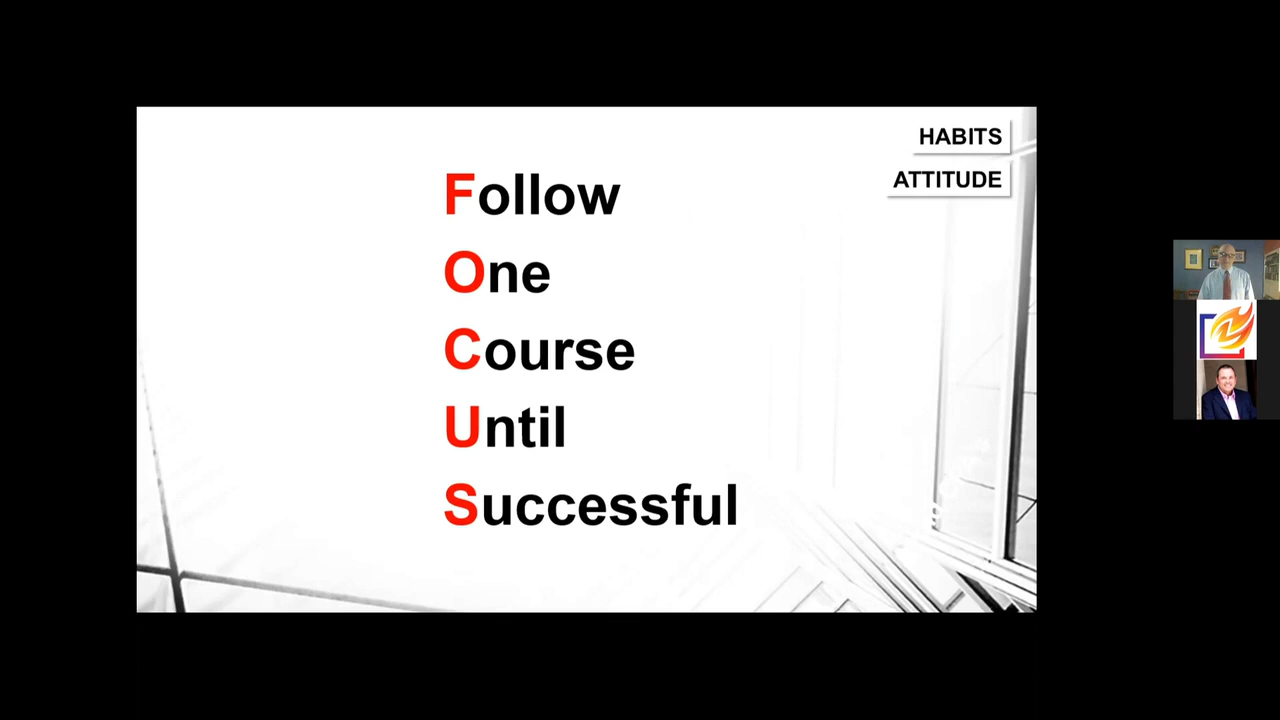 HABITS
ATTITUDE
Follow
One
Course
Until
Successful